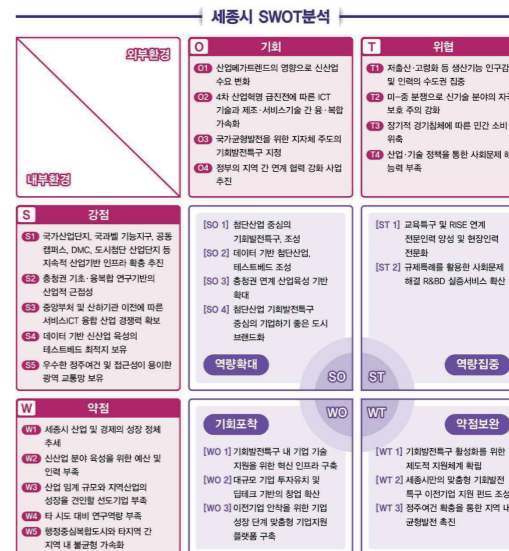 세종시 SWOT분석
외부환경
내부환경
O 기회
O1 산업메가트렌드의 영향으로 신산업
수요 변화
O2 4차 산업혁명 급진전에 따른 ICT
기술과 제조·서비스기술 간 융·복합
가속화
O3 국가균형발전을 위한 지자체 주도의
기회발전특구 지정
O4 정부의 지역 간 연계 협력 강화 사업
추진
T 위협
T1 저출산·고령화 등 생산기능 인구감
및 인력의 수도권 집중
T2 미-중 분쟁으로 신기술 분야의 자국
보호 주의 강화
T3 장기적 경기침체에 따른 민간 소비
위축
T4 산업·기술 정책을 통한 사회문제
능력 부족
S 강점
S1 국가산업단지, 국과벨 기능지구, 공동
캠퍼스, DMC, 도시첨단 산업단지 등
지속적 산업기반 인프라 확충 추진
S2 충청권 기초·융복합 연구기반의
산업적 근접성
S3 중앙부처 및 산하기관 이전에 따른
서비스ICT 융합 산업 경쟁력 확보
S4 데이터 기반 신산업 육성의
테스트베드 최적지 보유
S5 우수한 정주여건 및 접근성이 용이한
광역 교통망 보유
[SO 1] 첨단산업 중심의
기회발전특구, 조성
[SO 2] 데이터 기반 첨단산업,
테스트베드 조성
[SO 3] 충청권 연계 산업육성 기반
확대
[SO 4] 첨단산업 기회발전특구
중심의 기업하기 좋은 도시
브랜드화
역량확대
SO
[ST 1] 교육특구 및 RISE 연계
전문인력 양성 및 현장인력
전문화
[ST 2] 규제특례를 활용한 사회문제
해결 R&BD 실증서비스 확산
역량집중
ST
W 약점
W1 세종시 산업 및 경제의 성장 정체
추세
W2 신산업 분야 육성을 위한 예산 및
인력 부족
W3 산업 임계 규모와 지역산업의
성장을 견인할 선도기업 부족
W4 타 시도 대비 연구역량 부족
W5 행정중심복합도시와 타지역 간
지역 내 불균형 가속화
WO
기회포착
[WO 1] 기회발전특구 내 기업 기술
지원을 위한 혁신 인프라 구축
[WO 2] 대규모 기업 투자유치 및
딥테크 기반의 창업 확산
[WO 3] 이전기업 안착을 위한 기업
성장 단계 맞춤형 기업지원
플랫폼 구축
WT
약점보완
[WT 1] 기회발전특구 활성화를 위한
제도적 지원체계 확립
[WT 2] 세종시만의 맞춤형 기회발전
특구 이전기업 지원 펀드 조성
[WT 3] 정주여건 확충을 통한 지역 내
균형발전 촉진